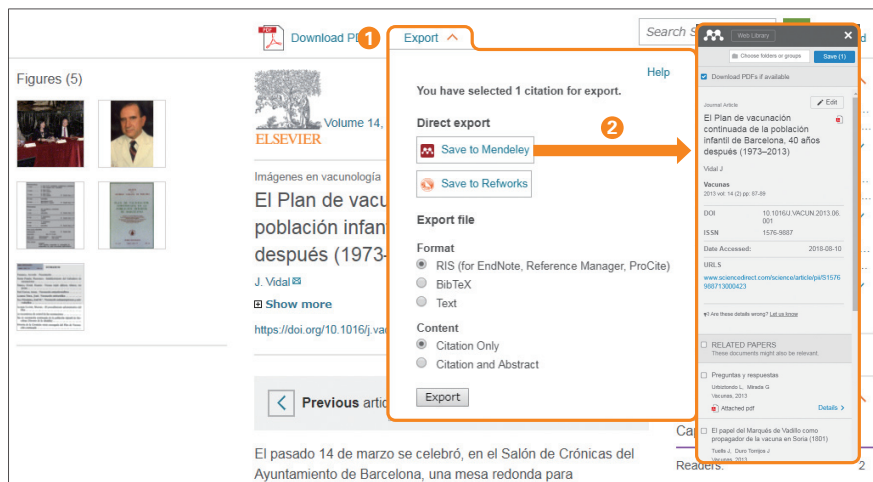 PDF
Download PD
1
Export
Search S
d
Figures (5)
ELSEVIER
Volume 14,
Imágenes en vacunología
El Plan de vacu
población infan
después (1973-
J. Vidal
Show more
https://doi.org/10.1016/j.vac
Previous artic
El pasado 14 de marzo se celebró, en el Salón de Crónicas del
Ayuntamiento de Barcelona, una mesa redonda para
Help
You have selected 1 citation for export.
Direct export
Save to Mendeley
2
Save to Refworks
Export file
Format
RIS (for EndNote, Reference Manager, ProCite)
BibTeX
Text
Content
Citation Only
Citation and Abstract
Export
Web Library
Choose folders or groups
Save (1)
Download PDFs if available
Journal Article
Edit
El Plan de vacunación
continuada de la población
infantil de Barcelona, 40 años
después (1973–2013)
Vidal J
Vacunas
2013 vol: 14 (2) pp: 87-89
DOI 10.1016/J.VACUN.2013.06.
001
ISSN 1576-9887
Date Accessed: 2018-08-10
URLS
www.sciencedirect.com/science/article/pii/S1576
988713000423
Are these details wrong? Let us know
RELATED PAPERS
These documents might also be relevant.
Preguntas y respuestas
Vacunas, 2013
Attached pdf
Details >
El papel del Marqués de Vadillo como
propagador de la vacuna en Soria (1801)
Tuells J, Duro Torrijos J
Vacunas, 2013
Cap
Readers:
2